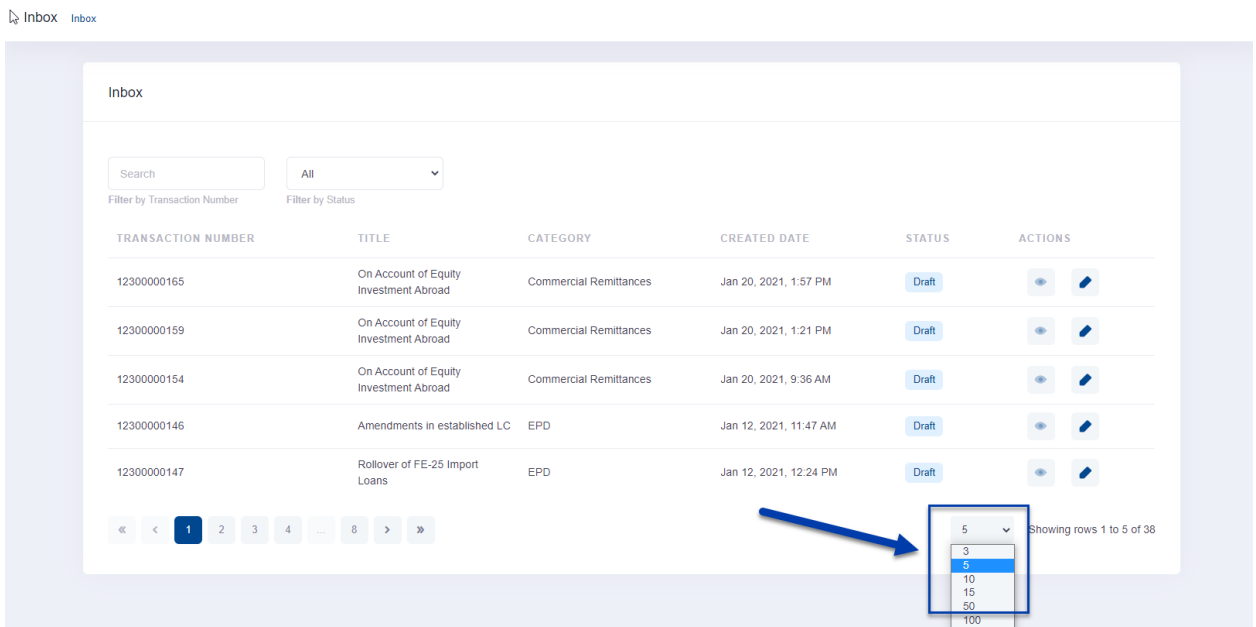 Inbox Inbox
Inbox
Search All
Filter by Transaction Number Filter by Status
TRANSACTION NUMBER TITLE CATEGORY CREATED DATE STATUS ACTIONS
12300000165 On Account of Equity Investment Abroad Commercial Remittances Jan 20, 2021, 1:57 PM Draft
12300000159 On Account of Equity Investment Abroad Commercial Remittances Jan 20, 2021, 1:21 PM Draft
12300000154 On Account of Equity Investment Abroad Commercial Remittances Jan 20, 2021, 9:36 AM Draft
12300000146 Amendments in established LC EPD Jan 12, 2021, 11:47 AM Draft
12300000147 Rollover of FE-25 Import Loans EPD Jan 12, 2021, 12:24 PM Draft
« ‹ 1 2 3 4 ... 8 › » 5 Showing rows 1 to 5 of 38
3
5
10
15
50
100